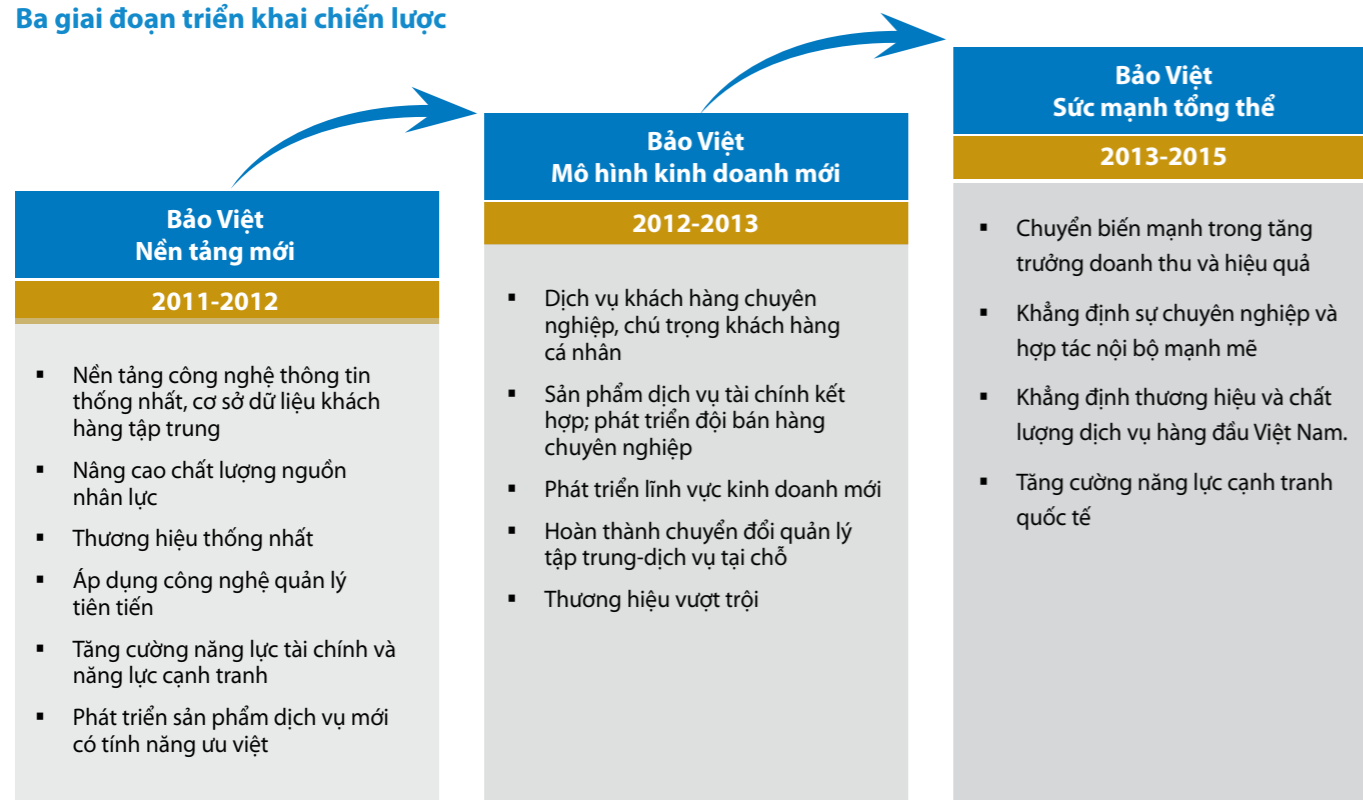 Ba giai đoạn triển khai chiến lược
Bảo Việt
Nền tảng mới
2011-2012
▪ Nền tảng công nghệ thông tin
thống nhất, cơ sở dữ liệu khách
hàng tập trung
▪ Nâng cao chất lượng nguồn
nhân lực
▪ Thương hiệu thống nhất
▪ Áp dụng công nghệ quản lý
tiên tiến
▪ Tăng cường năng lực tài chính và
năng lực cạnh tranh
▪ Phát triển sản phẩm dịch vụ mới
có tính năng ưu việt
Bảo Việt
Mô hình kinh doanh mới
2012-2013
▪ Dịch vụ khách hàng chuyên
nghiệp, chú trọng khách hàng
cá nhân
▪ Sản phẩm dịch vụ tài chính kết
hợp; phát triển đội bán hàng
chuyên nghiệp
▪ Phát triển lĩnh vực kinh doanh mới
▪ Hoàn thành chuyển đổi quản lý
tập trung-dịch vụ tại chỗ
▪ Thương hiệu vượt trội
Bảo Việt
Sức mạnh tổng thể
2013-2015
▪ Chuyển biến mạnh trong tăng
trưởng doanh thu và hiệu quả
▪ Khẳng định sự chuyên nghiệp và
hợp tác nội bộ mạnh mẽ
▪ Khẳng định thương hiệu và chất
lượng dịch vụ hàng đầu Việt Nam.
▪ Tăng cường năng lực cạnh tranh
quốc tế